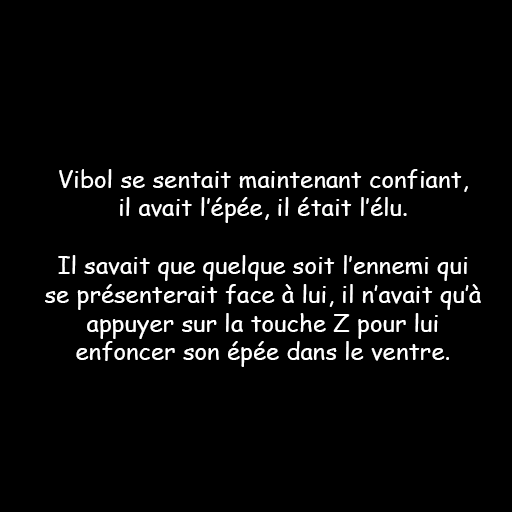 Vibol se sentait maintenant confiant,
il avait l'épée, il était l'élu.
Il savait que quelque soit l'ennemi qui
se présenterait face à lui, il n'avait qu'à
appuyer sur la touche Z pour lui
enfoncer son épée dans le ventre.